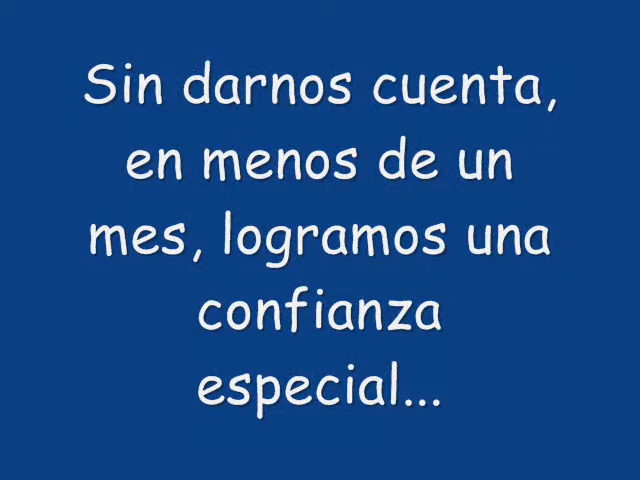 Sin darnos cuenta,
en menos de un
mes, logramos una
confianza
especial...